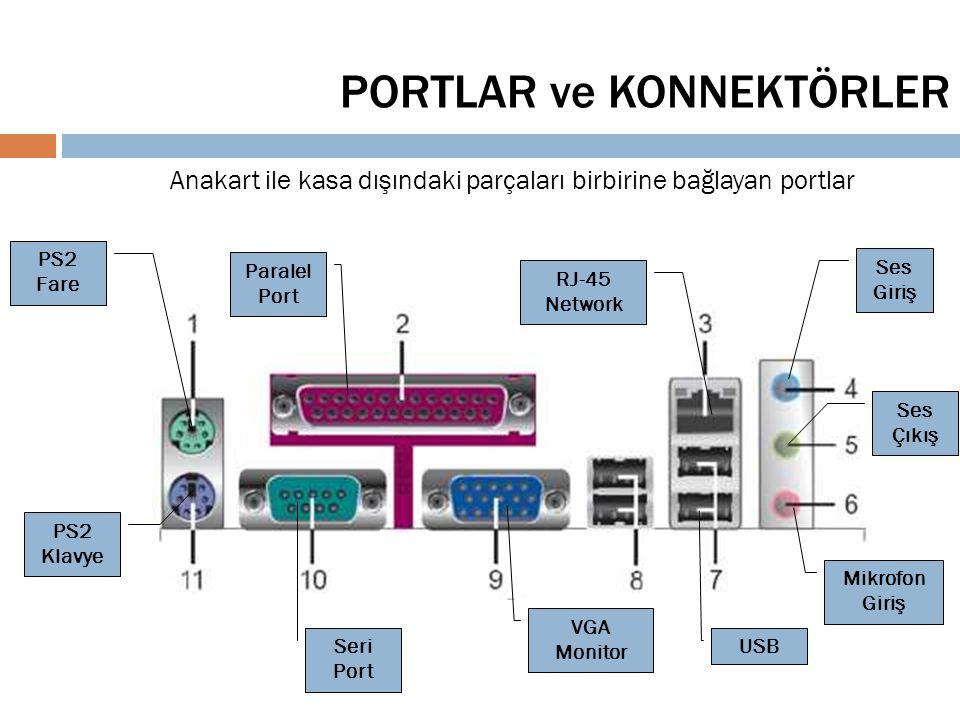 PORTLAR ve KONNEKTÖRLER
Anakart ile kasa dışındaki parçaları birbirine bağlayan portlar
PS2
Fare
Paralel
Port
RJ-45
Network
Ses
Giriş
1
2
3
4
Ses
Çıkış
5
6
PS2
Klavye
11
10
9
8
7
Mikrofon
Giriş
Seri
Port
VGA
Monitor
USB